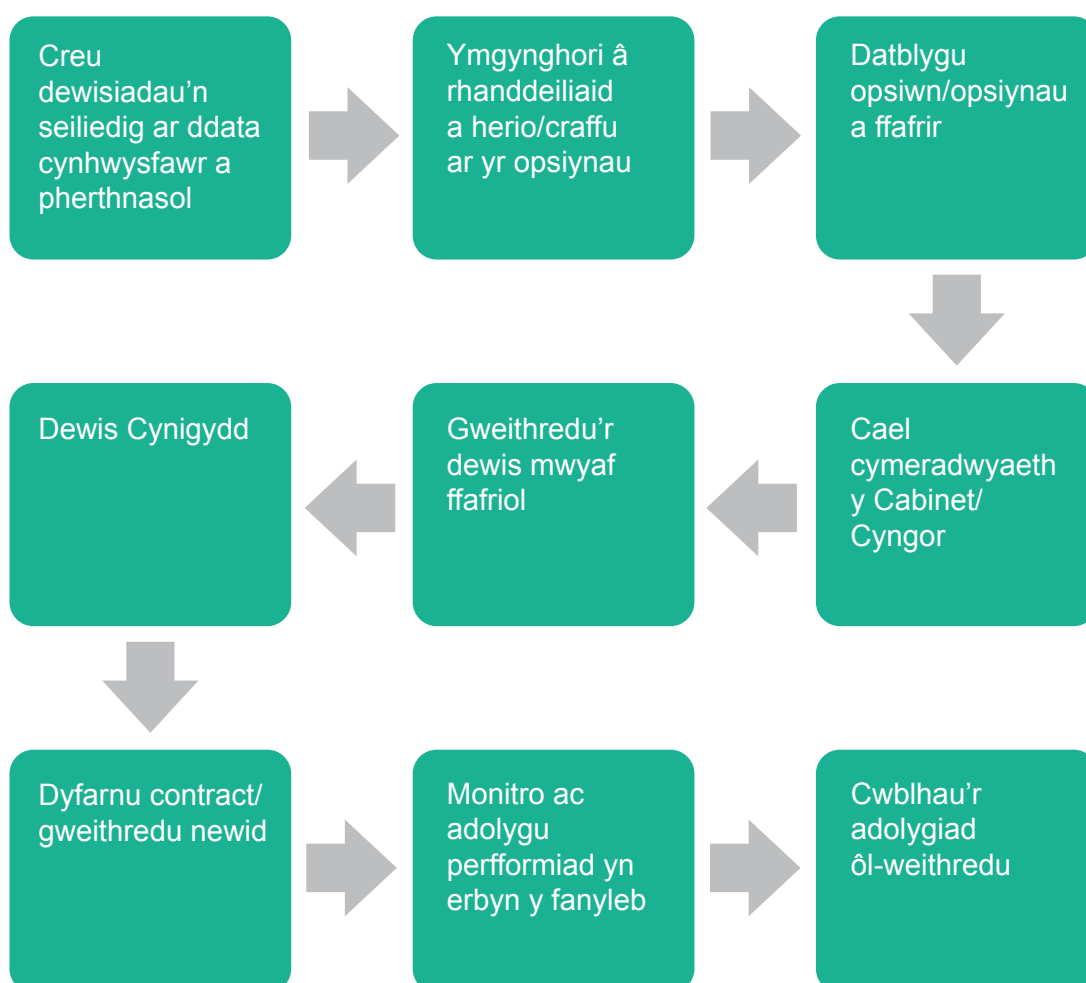 Creu
dewisiadau’n
seiliedig ar ddata
cynhwysfawr a
pherthnasol
Ymgynghori â
rhanddeiliaid
a herio/craffu
ar yr opsiynau
Datblygu
opsiwn/opsiynau
a ffafrir
Cael
cymeradwyaeth
y Cabinet/
Cyngor
Gweithredu’r
dewis mwyaf
ffafriol
Dewis Cynigydd
Dyfarnu contract/
gweithredu newid
Monitro ac
adolygu
perfformiad yn
erbyn y fanyleb
Cwblhau’r
adolygiad
ôl-weithredu